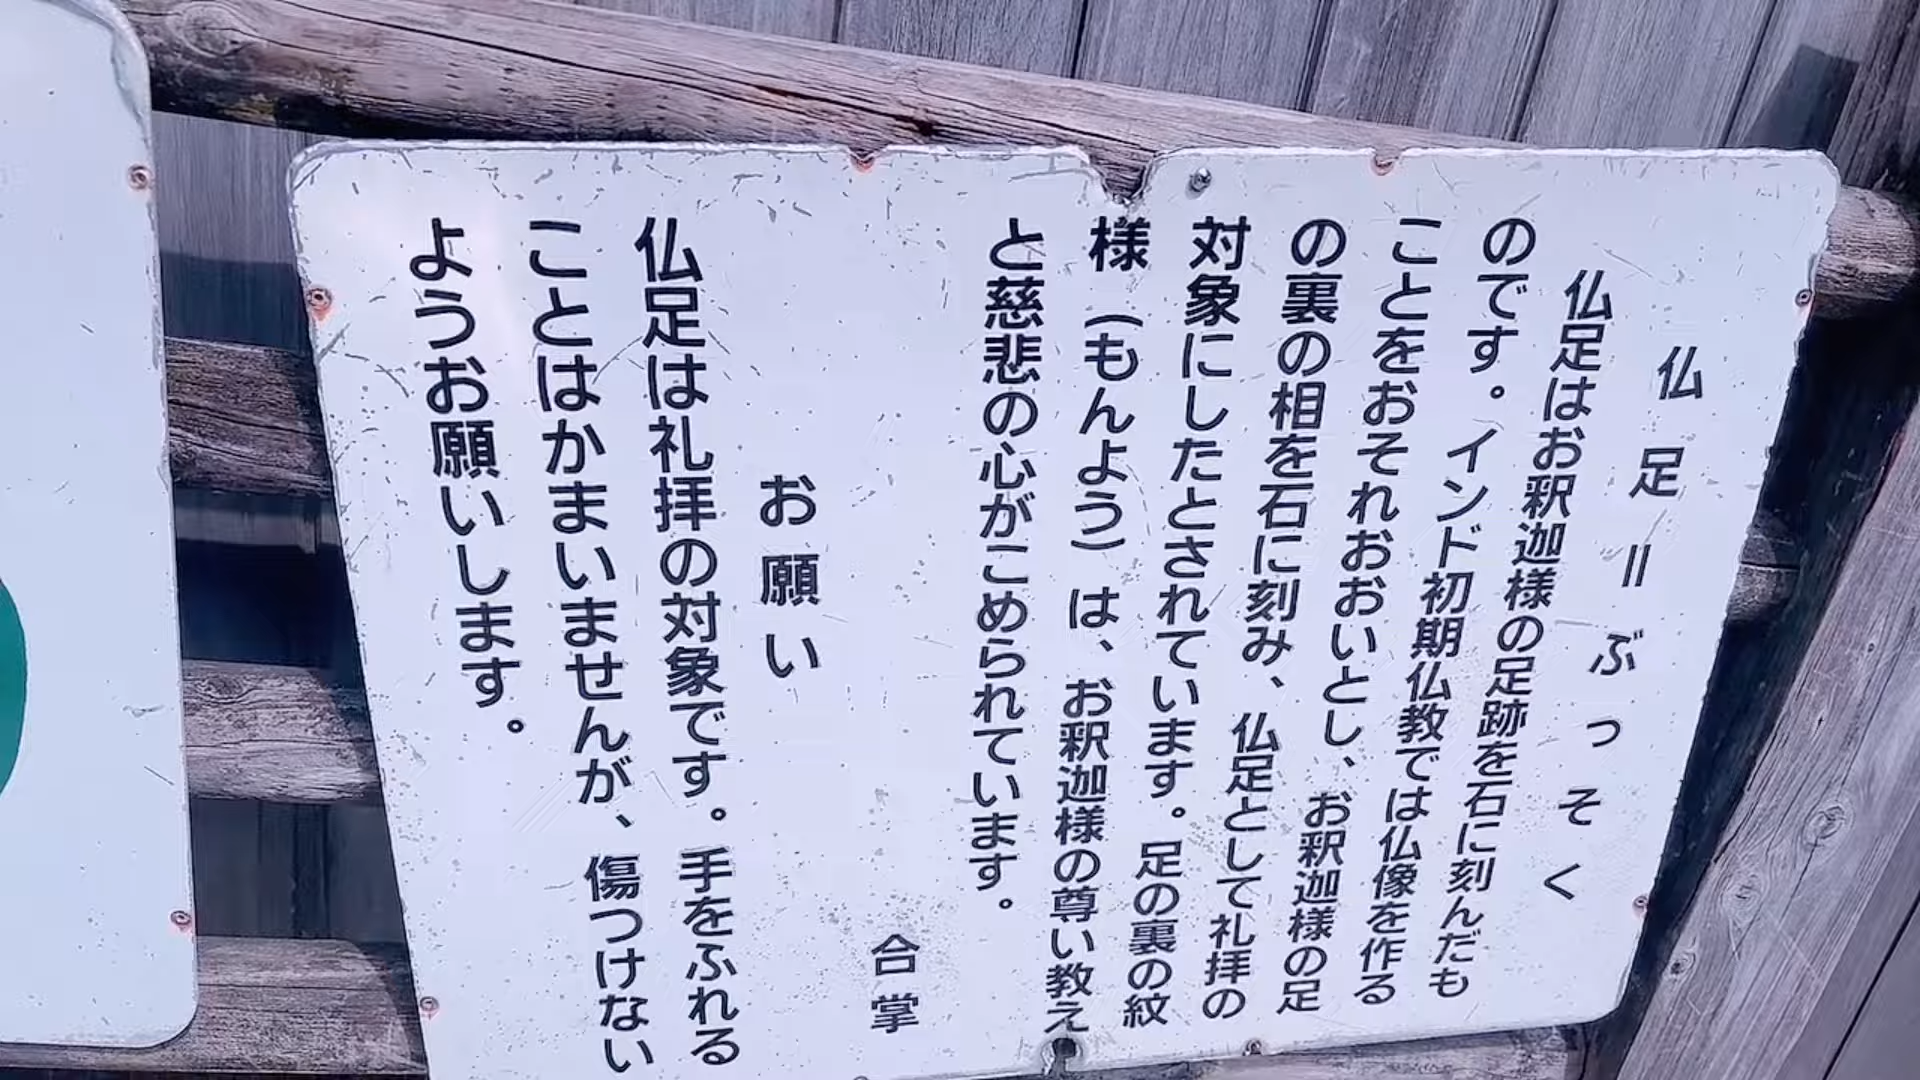 仏足=ぶっそく
仏足はお釈迦様の足跡を石に刻んだも
のです。インド初期仏教では仏像を作る
ことをおそれおおいとし、お釈迦様の足
の裏の相を石に刻み、仏足として礼拝の
対象にしたとされています。足の裏の紋
様(もんよう)は、お釈迦様の尊い教え
と慈悲の心がこめられています。
合掌
お願い
仏足は礼拝の対象です。手をふれる
ことはかまいませんが、傷つけない
ようお願いします。